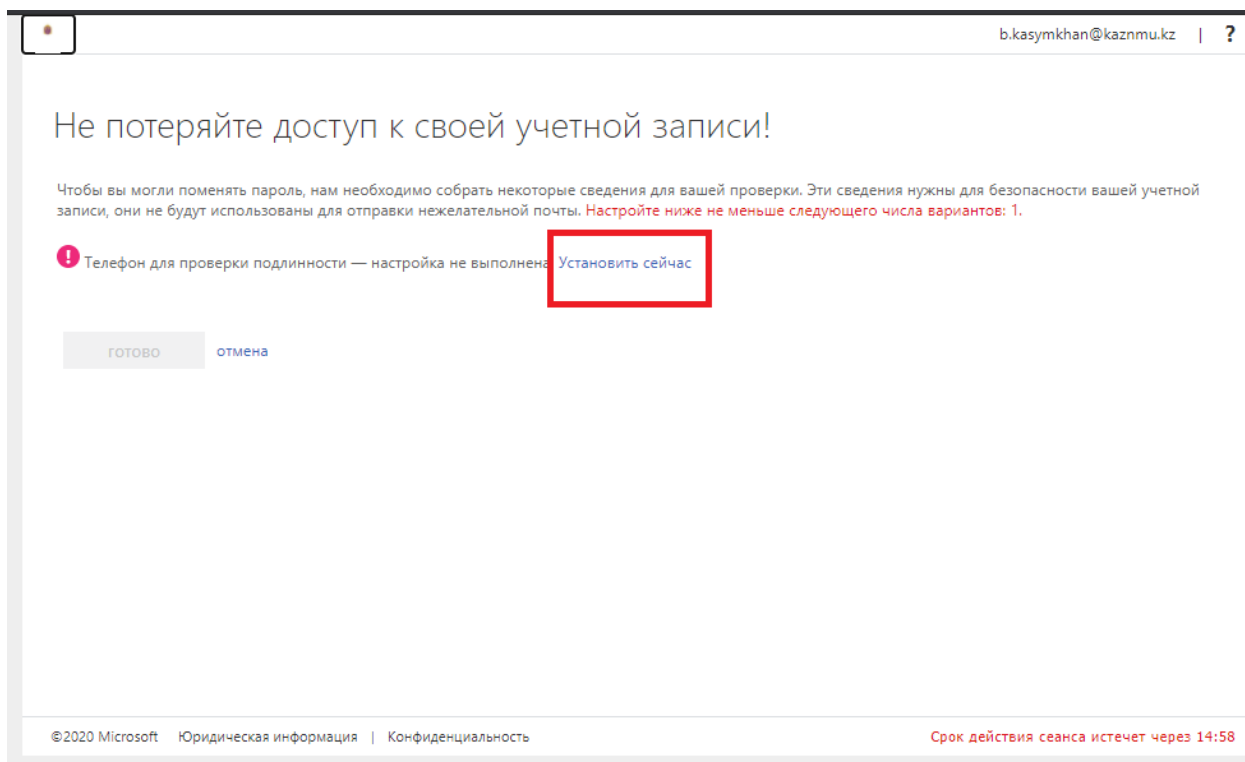 b.kasymkhan@kaznmu.kz | ?
Не потеряйте доступ к своей учетной записи!
Чтобы вы могли поменять пароль, нам необходимо собрать некоторые сведения для вашей проверки. Эти сведения нужны для безопасности вашей учетной
записи, они не будут использованы для отправки нежелательной почты. Настройте ниже не меньше следующего числа вариантов: 1.
! Телефон для проверки подлинности — настройка не выполнена Установить сейчас
готово отмена
©2020 Microsoft Юридическая информация | Конфиденциальность Срок действия сеанса истечет через 14:58